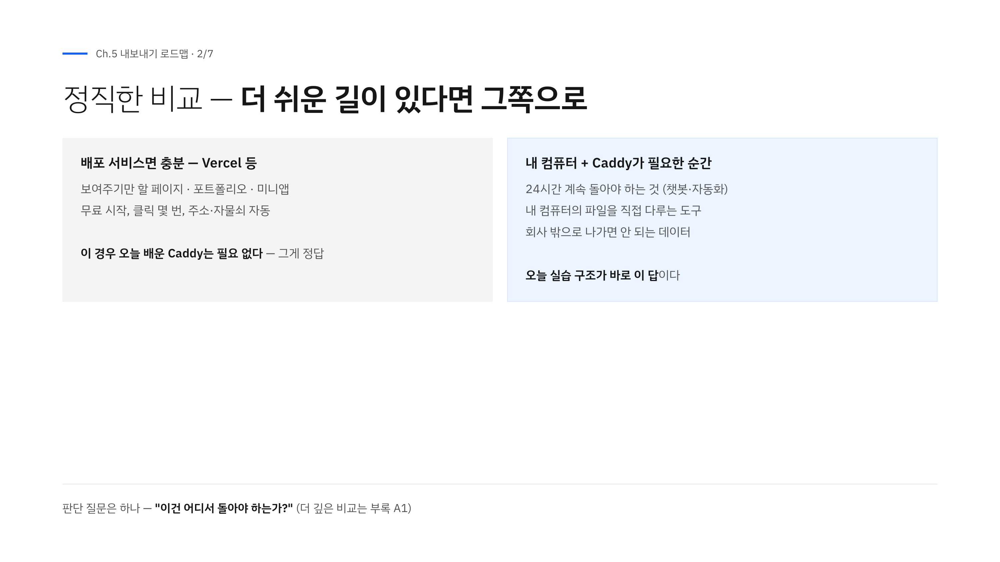 Ch.5 내보내기 로드맵 · 2/7
정직한 비교 — 더 쉬운 길이 있다면 그쪽으로
배포 서비스면 충분 — Vercel 등
보여주기만 할 페이지 · 포트폴리오 · 미니앱
무료 시작, 클릭 몇 번, 주소·자물쇠 자동
이 경우 오늘 배운 Caddy는 필요 없다 — 그게 정답
내 컴퓨터 + Caddy가 필요한 순간
24시간 계속 돌아야 하는 것 (챗봇·자동화)
내 컴퓨터의 파일을 직접 다루는 도구
회사 밖으로 나가면 안 되는 데이터
오늘 실습 구조가 바로 이 답이다
판단 질문은 하나 — "이건 어디서 돌아야 하는가?" (더 깊은 비교는 부록 A1)